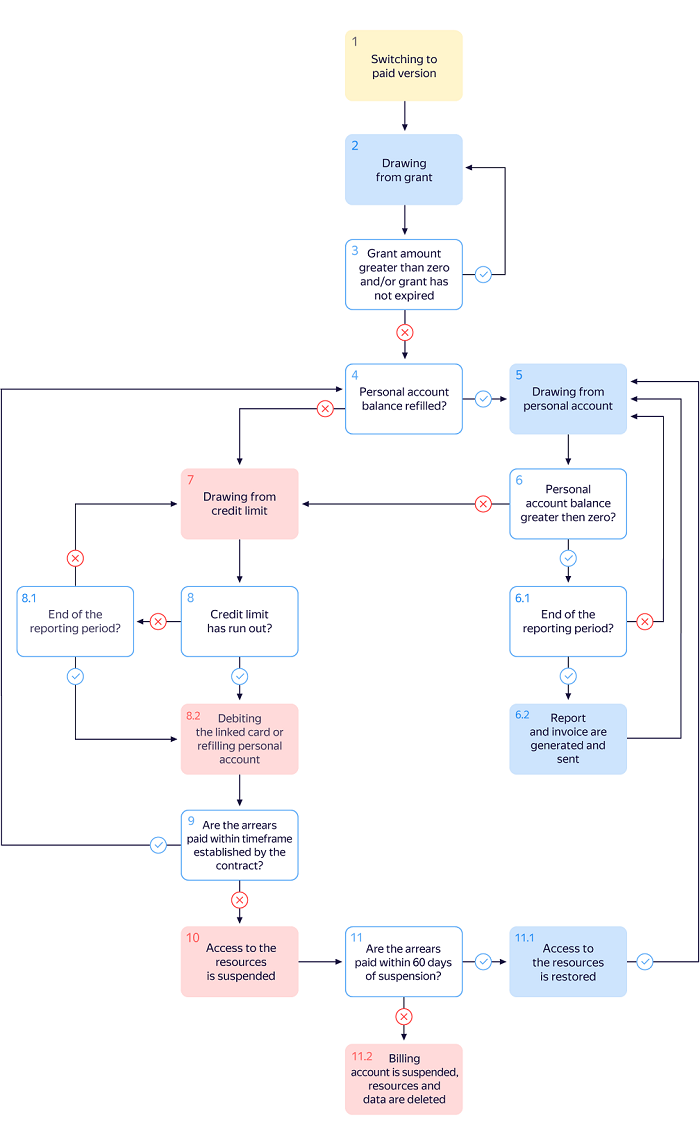 1
Switching to
paid version
2
Drawing
from grant
3
Grant amount
greater than zero
and/or grant has
not expired
4
Personal account
balance refilled?
5
Drawing from
personal account
7
Drawing from
credit limit
6
Personal
account balance
greater then zero?
8.1
End of the
reporting period?
8
Credit limit
has run out?
6.1
End of the
reporting period?
8.2
Debiting
the linked card or
refilling personal
account
6.2
Report
and invoice are
generated and
sent
9
Are the arrears
paid within timeframe
established by the
contract?
10
Access to the
resources
is suspended
11
Are the arrears
paid within 60 days
of suspension?
11.1
Access to
the resources
is restored
11.2
Billing
account is suspended,
resources and
data are deleted